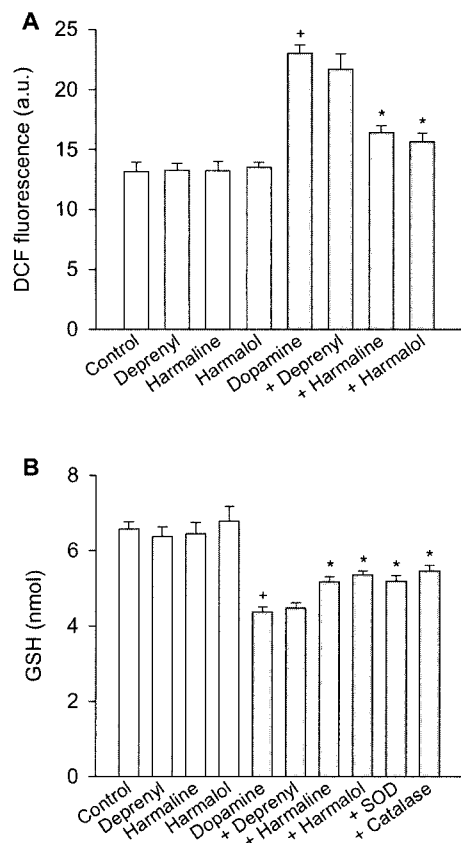 A
DCF fluorescence (a.u.)
25
20
15
10
5
0
+
*
*
Control
Deprenyl
Harmaline
Harmalol
Dopamine
+ Deprenyl
+ Harmaline
+ Harmalol
B
GSH (nmol)
8
6
4
2
0
+
*
*
*
*
Control
Deprenyl
Harmaline
Harmalol
Dopamine
+ Deprenyl
+ Harmaline
+ Harmalol
+ SOD
+ Catalase